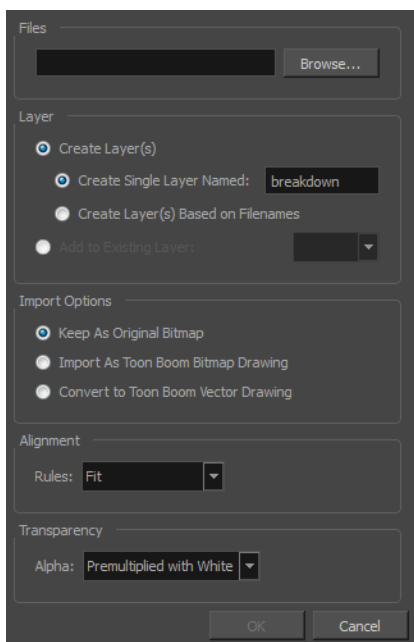 Files
Browse...
Layer
Create Layer(s)
Create Single Layer Named: breakdown
Create Layer(s) Based on Filenames
Add to Existing Layer:
Import Options
Keep As Original Bitmap
Import As Toon Boom Bitmap Drawing
Convert to Toon Boom Vector Drawing
Alignment
Rules: Fit
Transparency
Alpha: Premultiplied with White
OK Cancel